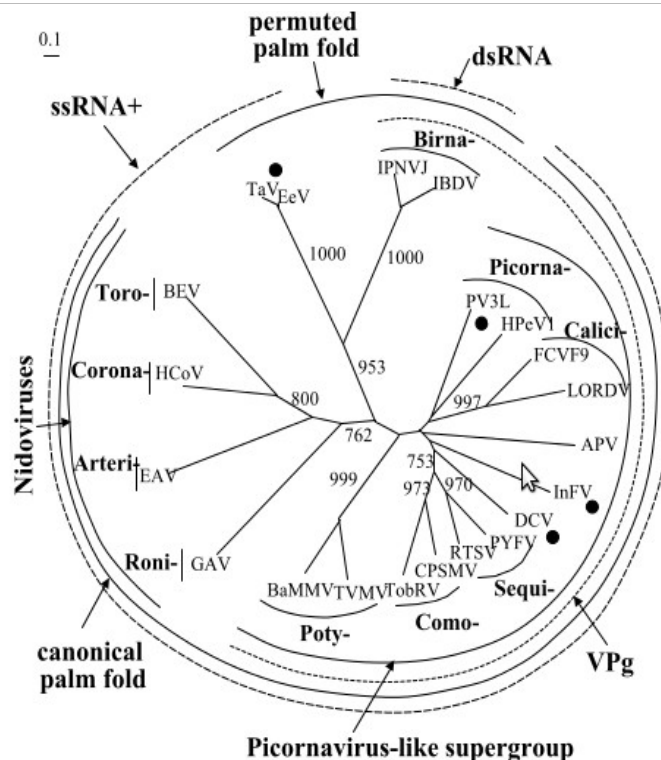 permuted
palm fold
0.1
dsRNA
ssRNA+
Birna-
IPNVJ
IBDV
TaV
EeV
1000
1000
Picorna-
Toro-
BEV
PV3L
HPeV1
Calici-
FCVF9
953
Corona-
HCoV
LORDV
800
997
762
APV
753
Nidoviruses
Arteri-
EAV
999
973
970
InFV
DCV
PYFV
Roni-
GAV
RTSV
CPSMV
BaMMV
TVMV
TobRV
Sequi-
Poty-
Como-
canonical
palm fold
VPg
Picornavirus-like supergroup